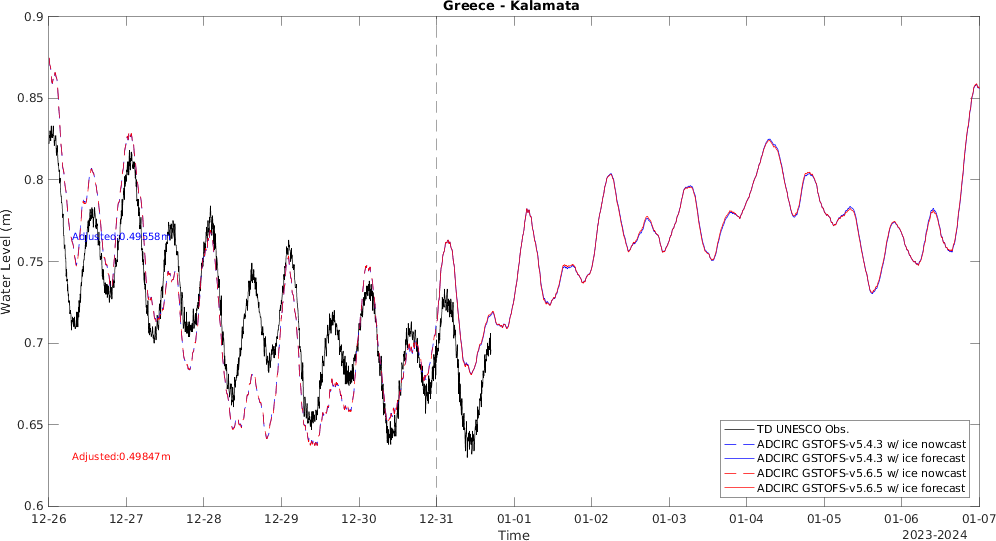 Greece - Kalamata
0.9
0.85
0.8
0.75
0.7
0.65
0.6
Water Level (m)
Adjusted:0.49558m
Adjusted:0.49847m
TD UNESCO Obs.
ADCIRC GSTOFS-v5.4.3 w/ ice nowcast
ADCIRC GSTOFS-v5.4.3 w/ ice forecast
ADCIRC GSTOFS-v5.6.5 w/ ice nowcast
ADCIRC GSTOFS-v5.6.5 w/ ice forecast
12-26 12-27 12-28 12-29 12-30 12-31 01-01 01-02 01-03 01-04 01-05 01-06 01-07
Time
2023-2024